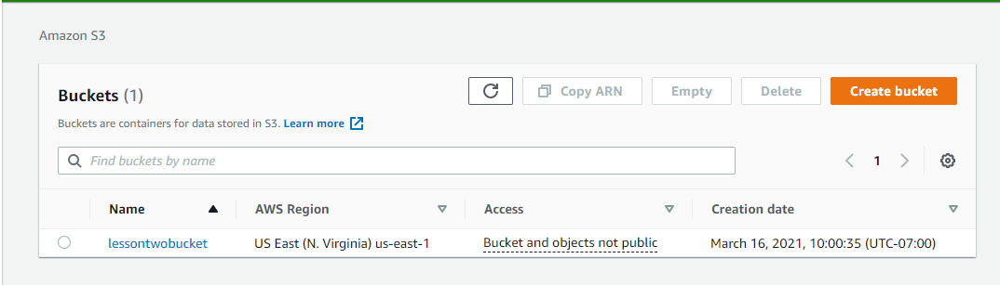 Amazon S3
Buckets (1)
Copy ARN
Empty
Delete
Create bucket
Buckets are containers for data stored in S3. Learn more
Find buckets by name
1
Name AWS Region Access Creation date
lessontwobucket US East (N. Virginia) us-east-1 Bucket and objects not public March 16, 2021, 10:00:35 (UTC-07:00)